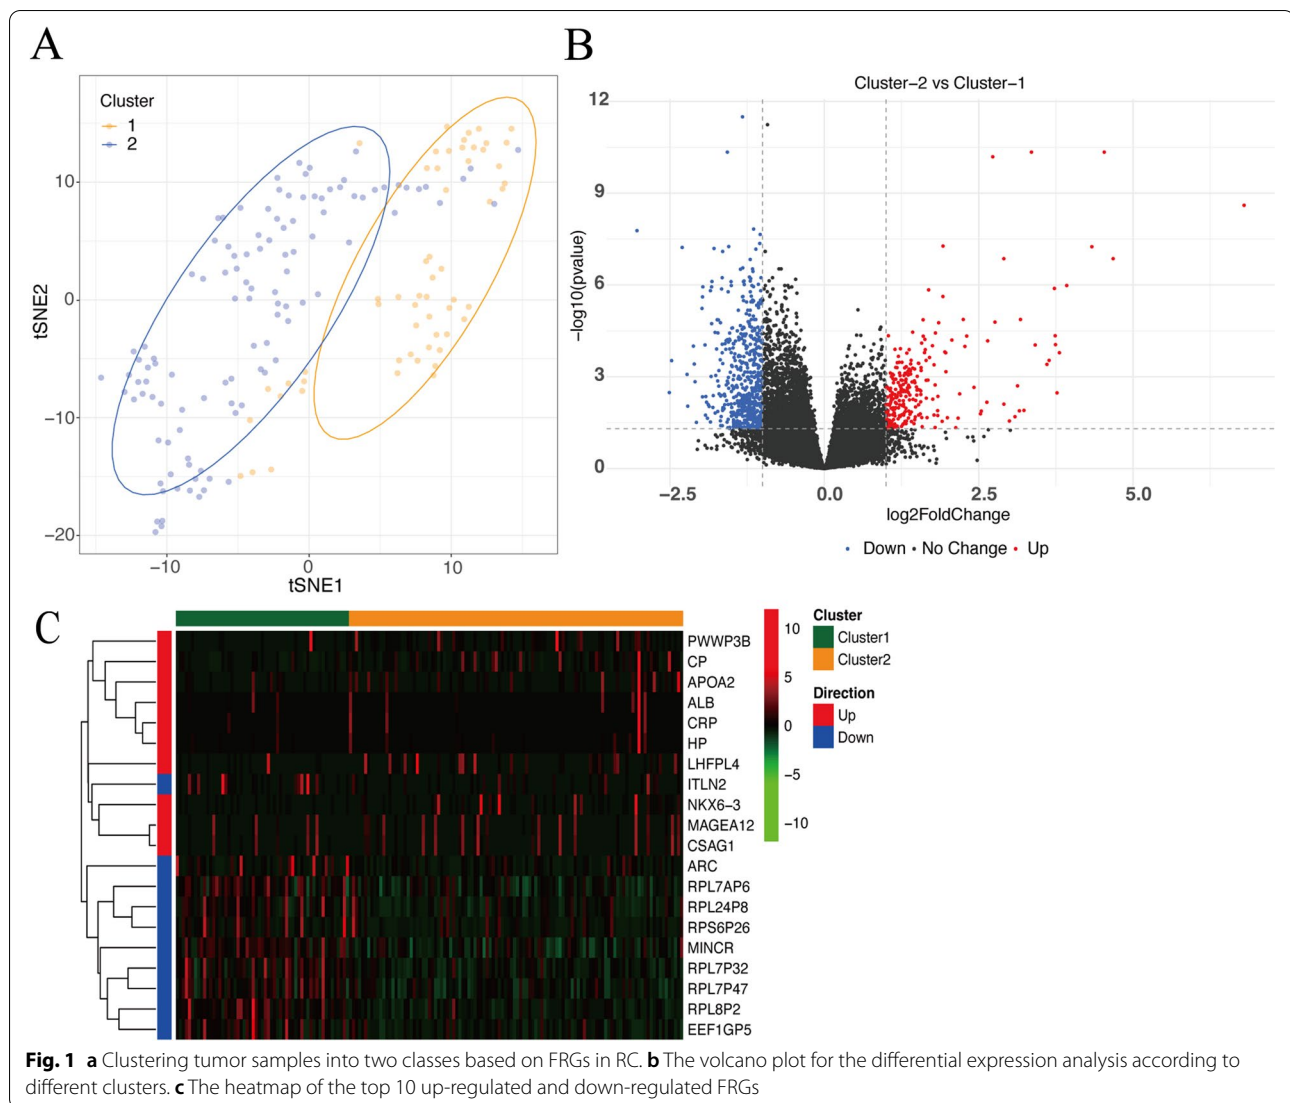 A
Cluster
1
2
10
0
−10
−20
tSNE2
−10
0
10
tSNE1
B
Cluster−2 vs Cluster−1
12
9
6
3
0
−log10(pvalue)
−2.5
0.0
2.5
5.0
log2FoldChange
Down
No Change
Up
C
PWWP3B
CP
APOA2
ALB
CRP
HP
LHFPL4
ITLN2
NKX6−3
MAGEA12
CSAG1
ARC
RPL7AP6
RPL24P8
RPS6P26
MINCR
RPL7P32
RPL7P47
RPL8P2
EEF1GP5
10
5
0
−5
−10
Cluster
Cluster1
Cluster2
Direction
Up
Down
Fig. 1 a Clustering tumor samples into two classes based on FRGs in RC. b The volcano plot for the differential expression analysis according to
different clusters. c The heatmap of the top 10 up-regulated and down-regulated FRGs